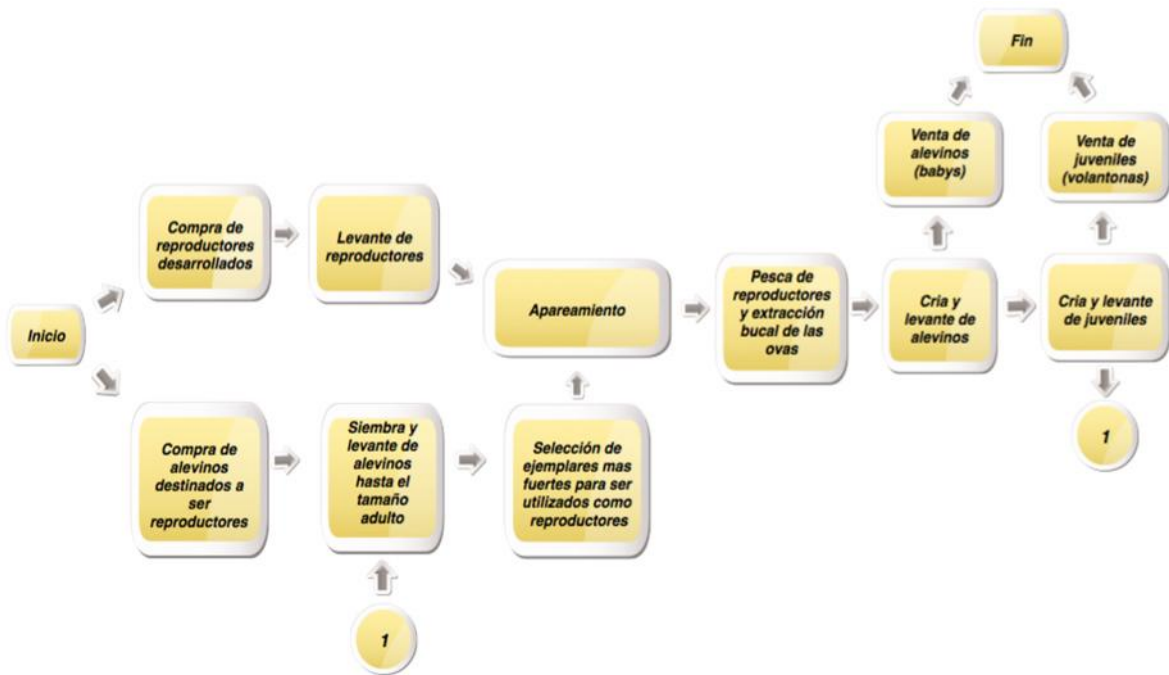 Inicio
Compra de
reproductores
desarrollados
Levante de
reproductores
Compra de
alevinos
destinados a
ser
reproductores
Siembra y
levante de
alevinos
hasta el
tamaño
adulto
1
Selección de
ejemplares mas
fuertes para ser
utilizados como
reproductores
Apareamiento
Pesca de
reproductores
y extracción
bucal de las
ovas
Cria y
levante de
alevinos
Venta de
alevinos
(babys)
Cria y levante
de juveniles
Venta de
juveniles
(volantonas)
Fin
1